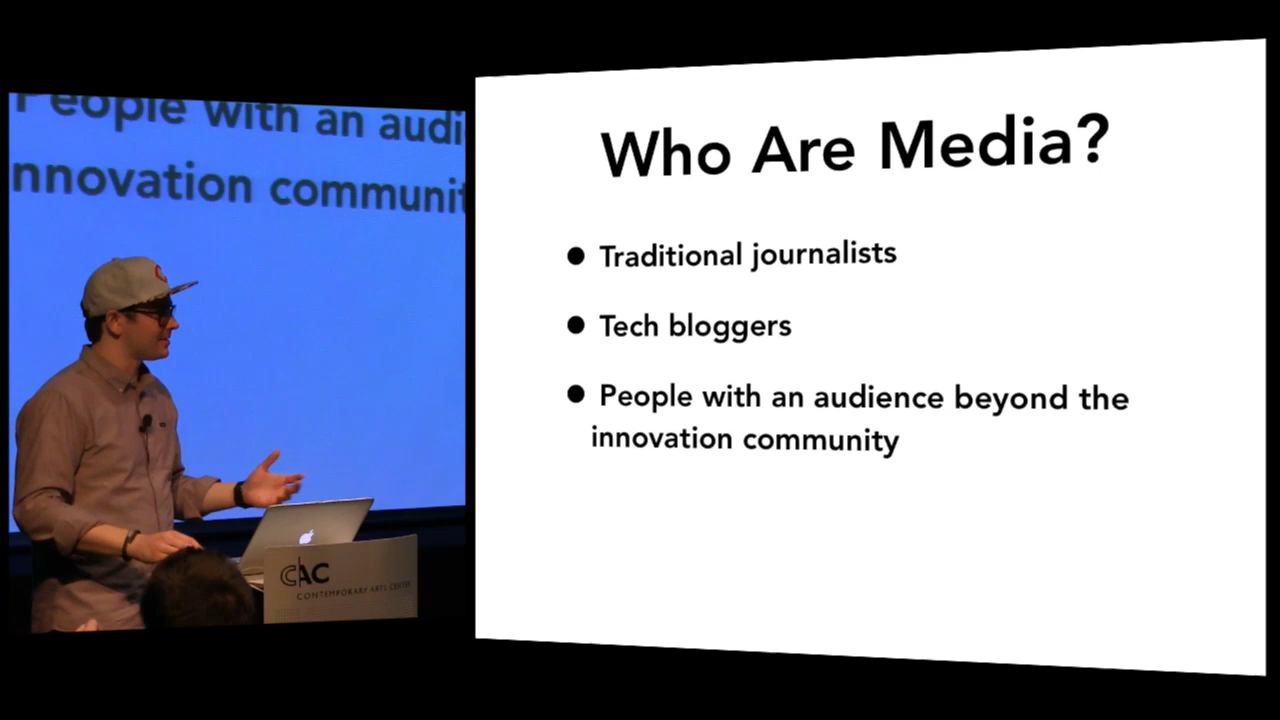 People with an audi
nnovation communit
CAC
CONTEMPORARY ARTS CENTER
Who Are Media?
• Traditional journalists
• Tech bloggers
• People with an audience beyond the
innovation community